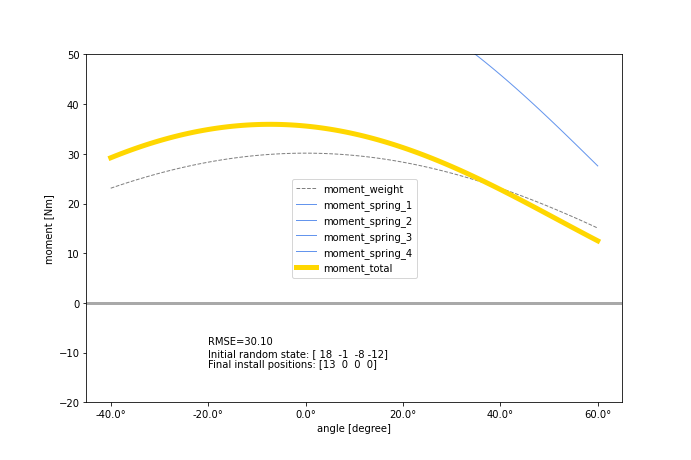 50
40
30
20
10
0
−10
−20
moment [Nm]
moment_weight
moment_spring_1
moment_spring_2
moment_spring_3
moment_spring_4
moment_total
RMSE=30.10
Initial random state: [ 18  -1  -8 -12]
Final install positions: [13  0  0  0]
-40.0° -20.0° 0.0° 20.0° 40.0° 60.0°
angle [degree]